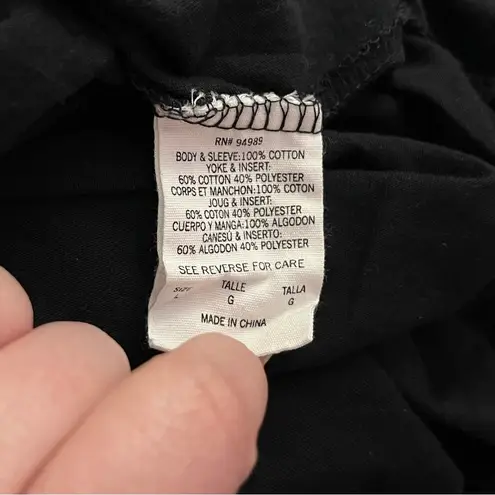 RN# 94989
BODY & SLEEVE:100% COTTON
YOKE & INSERT:
60% COTTON 40% POLYESTER
CORPS ET MANCHON:100% COTON
JOUG & INSERT:
60% COTON 40% POLYESTER
CUERPO Y MANGA:100% ALGODON
CANESÚ & INSERTO:
60% ALGODON 40% POLYESTER
SEE REVERSE FOR CARE
SIZE TALLE TALLA
L G G
MADE IN CHINA